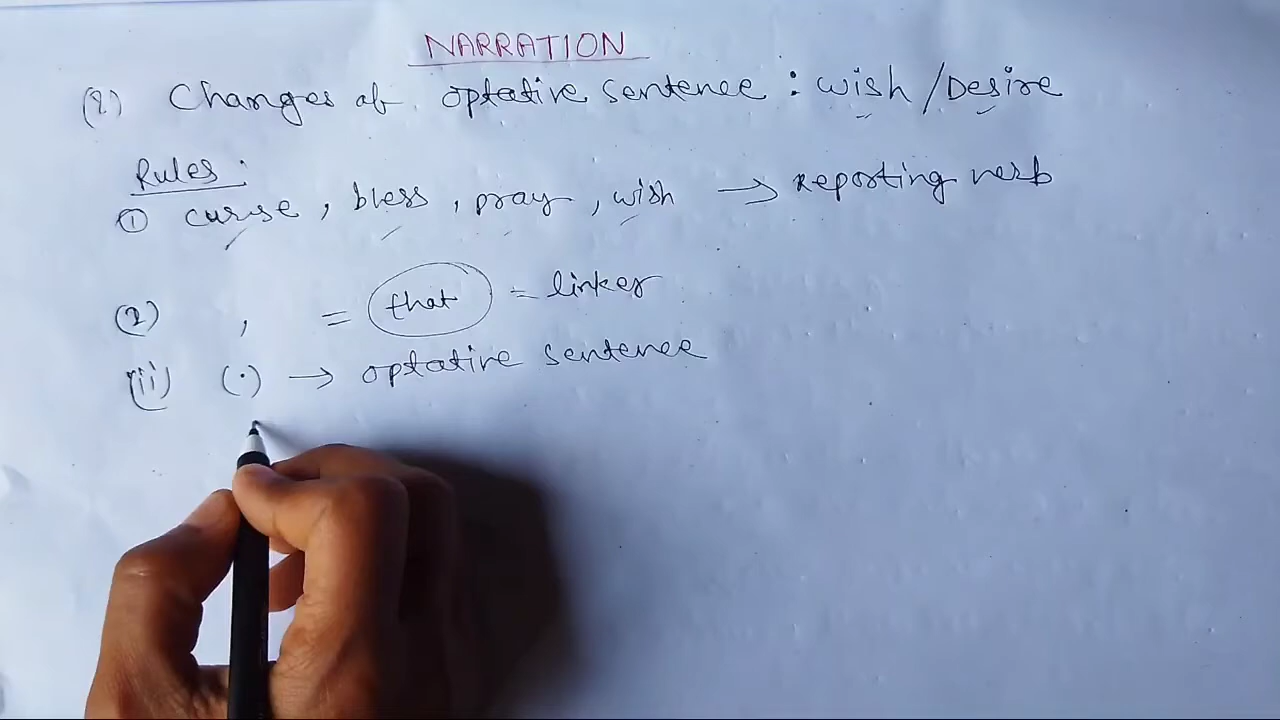 NARRATION
(2) Changes of optative sentence : wish / Desire
Rules :
① curse , bless , pray , wish → reporting verb
(2) , = that = linker
(ii) (.) → optative sentence